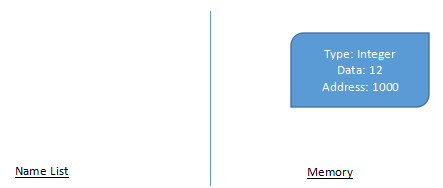 Type: Integer
Data: 12
Address: 1000
Name List
Memory